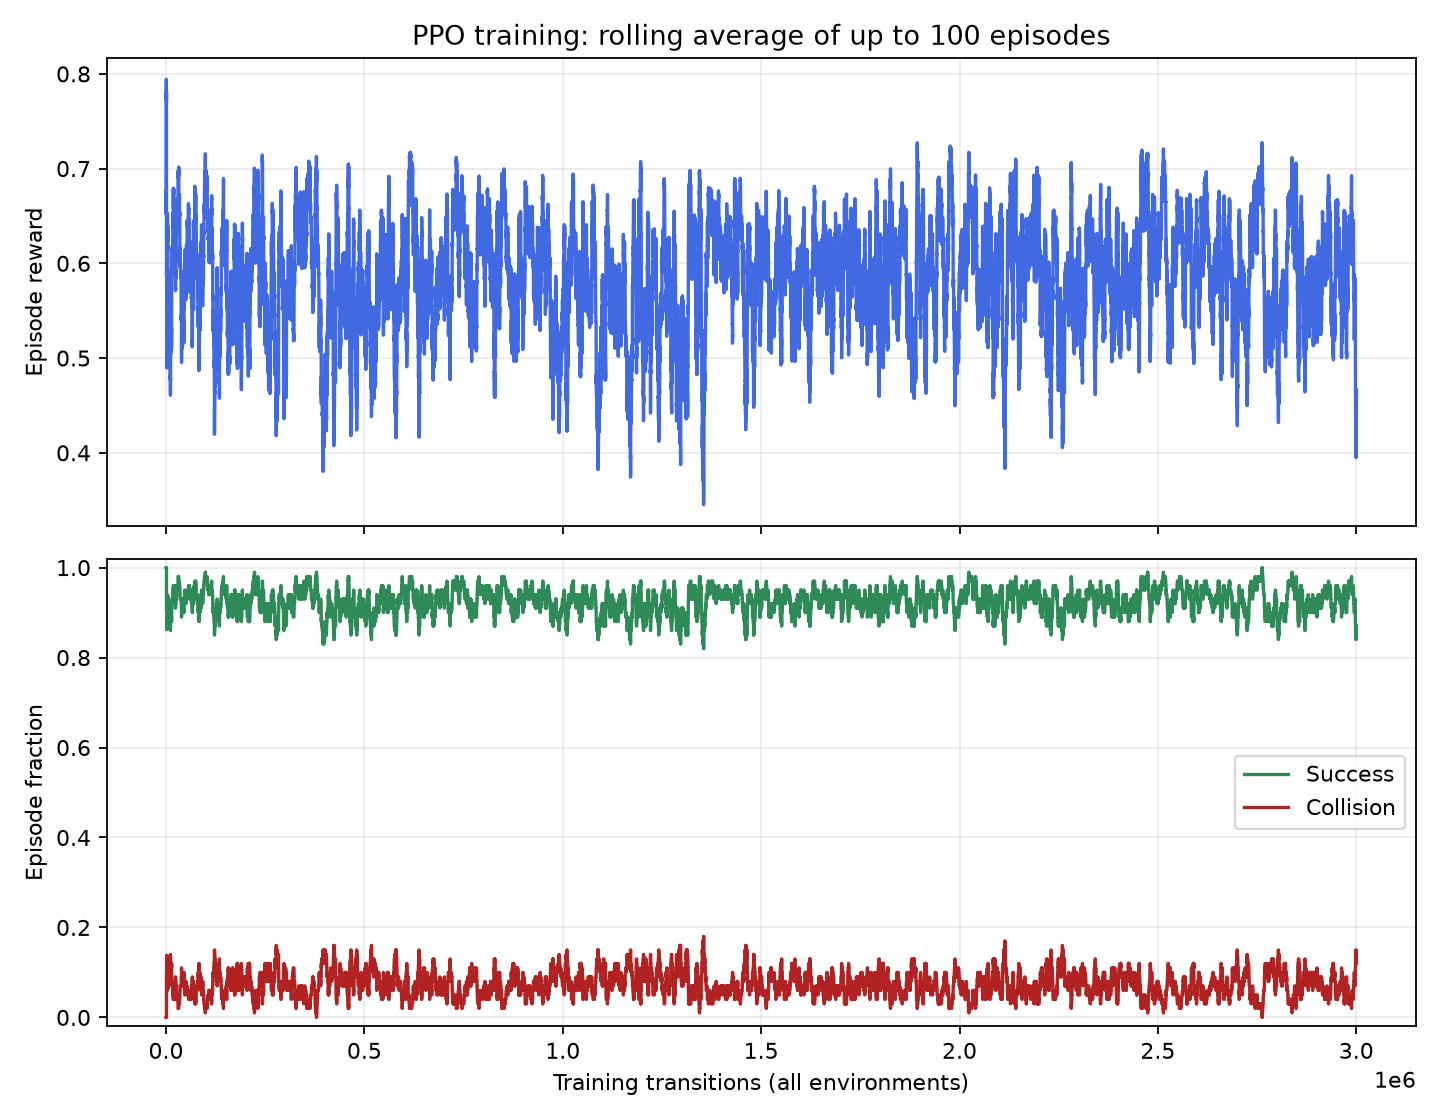 PPO training: rolling average of up to 100 episodes
0.8
0.7
0.6
0.5
0.4
Episode reward
1.0
0.8
0.6
0.4
0.2
0.0
Episode fraction
Success
Collision
0.0 0.5 1.0 1.5 2.0 2.5 3.0
1e6
Training transitions (all environments)